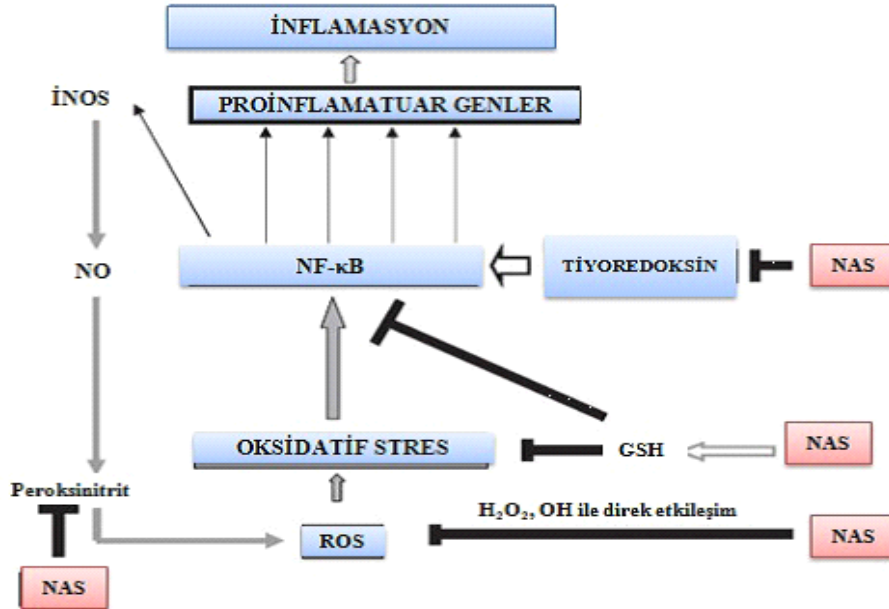 İNFLAMASYON
İNOS
PROİNFLAMATUAR GENLER
NO
NF-κB
TİYOREDOKSİN
NAS
OKSİDATİF STRES
GSH
NAS
Peroksinitrit
H₂O₂, OH ile direk etkileşim
ROS
NAS
NAS